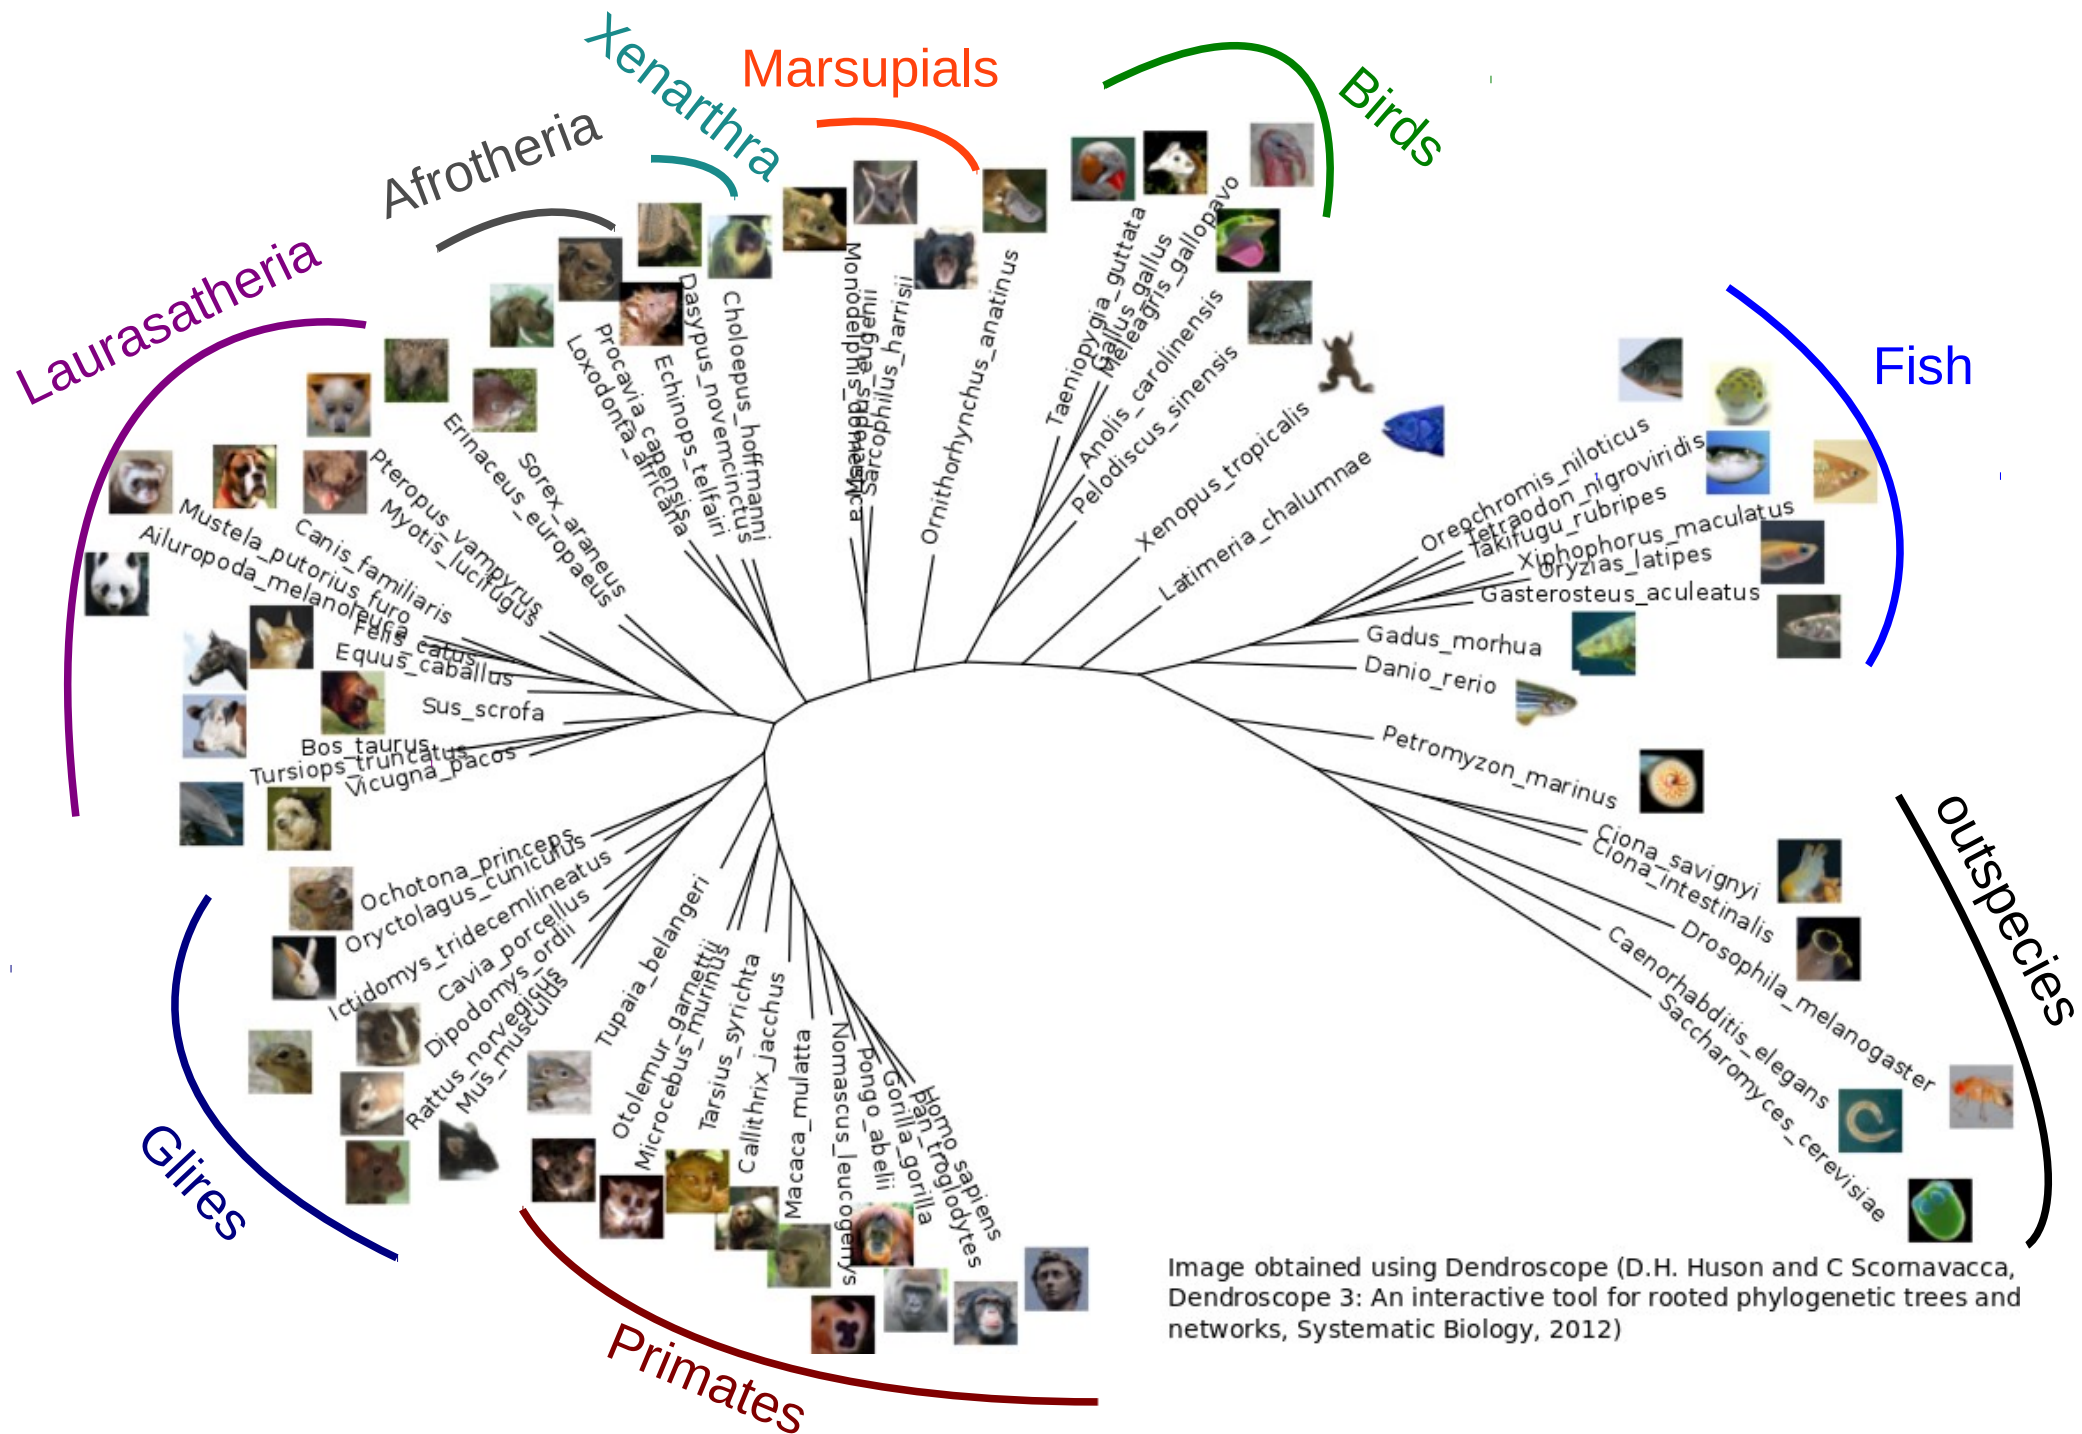 Xenarthra
Marsupials
Birds
Afrotheria
Laurasatheria
Fish
outspecies
Glires
Primates
Loxodonta_africana
Procavia_capensis
Echinops_telfairi
Dasypus_novemcinctus
Choloepus_hoffmanni
Monodelphis_domestica
Sarcophilus_harrisii
Ornithorhynchus_anatinus
Taeniopygia_guttata
Gallus_gallus
Meleagris_gallopavo
Anolis_carolinensis
Pelodiscus_sinensis
Xenopus_tropicalis
Latimeria_chalumnae
Oreochromis_niloticus
Tetraodon_nigroviridis
Takifugu_rubripes
Xiphophorus_maculatus
Oryzias_latipes
Gasterosteus_aculeatus
Gadus_morhua
Danio_rerio
Petromyzon_marinus
Ciona_savignyi
Ciona_intestinalis
Drosophila_melanogaster
Caenorhabditis_elegans
Saccharomyces_cerevisiae
Sorex_araneus
Erinaceus_europaeus
Pteropus_vampyrus
Myotis_lucifugus
Canis_familiaris
Mustela_putorius_furo
Ailuropoda_melanoleuca
Felis_catus
Equus_caballus
Sus_scrofa
Bos_taurus
Tursiops_truncatus
Vicugna_pacos
Ochotona_princeps
Oryctolagus_cuniculus
Ictidomys_tridecemlineatus
Cavia_porcellus
Dipodomys_ordii
Rattus_norvegicus
Mus_musculus
Tupaia_belangeri
Otolemur_garnettii
Microcebus_murinus
Tarsius_syrichta
Callithrix_jacchus
Macaca_mulatta
Nomascus_leucogenys
Pongo_abelii
Gorilla_gorilla
Pan_troglodytes
Homo_sapiens
Image obtained using Dendroscope (D.H. Huson and C Scornavacca,
Dendroscope 3: An interactive tool for rooted phylogenetic trees and
networks, Systematic Biology, 2012)